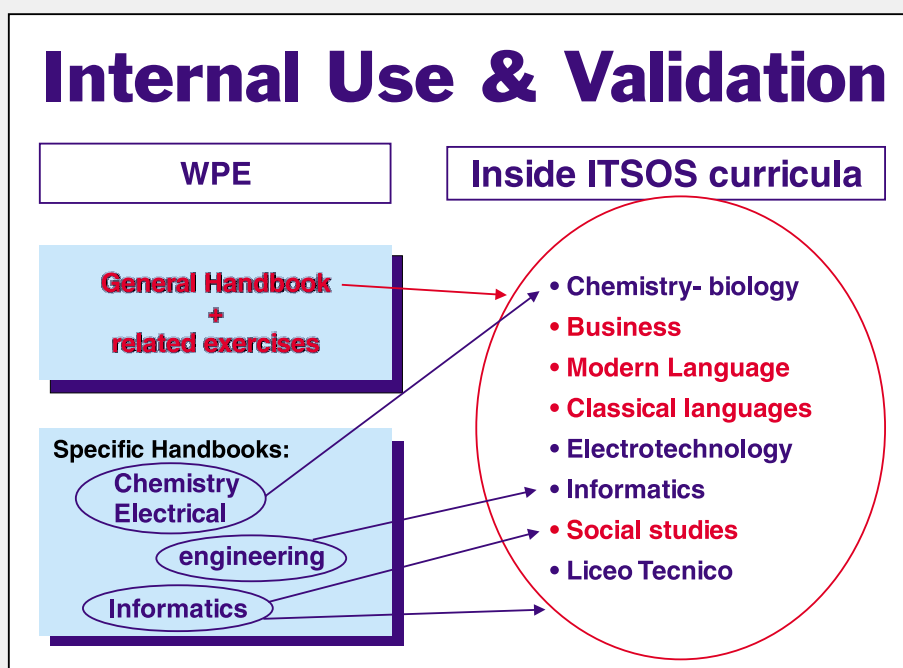 Internal Use & Validation
WPE
Inside ITSOS curricula
General Handbook
+
related exercises
Specific Handbooks:
Chemistry
Electrical
engineering
Informatics
• Chemistry- biology
• Business
• Modern Language
• Classical languages
• Electrotechnology
• Informatics
• Social studies
• Liceo Tecnico